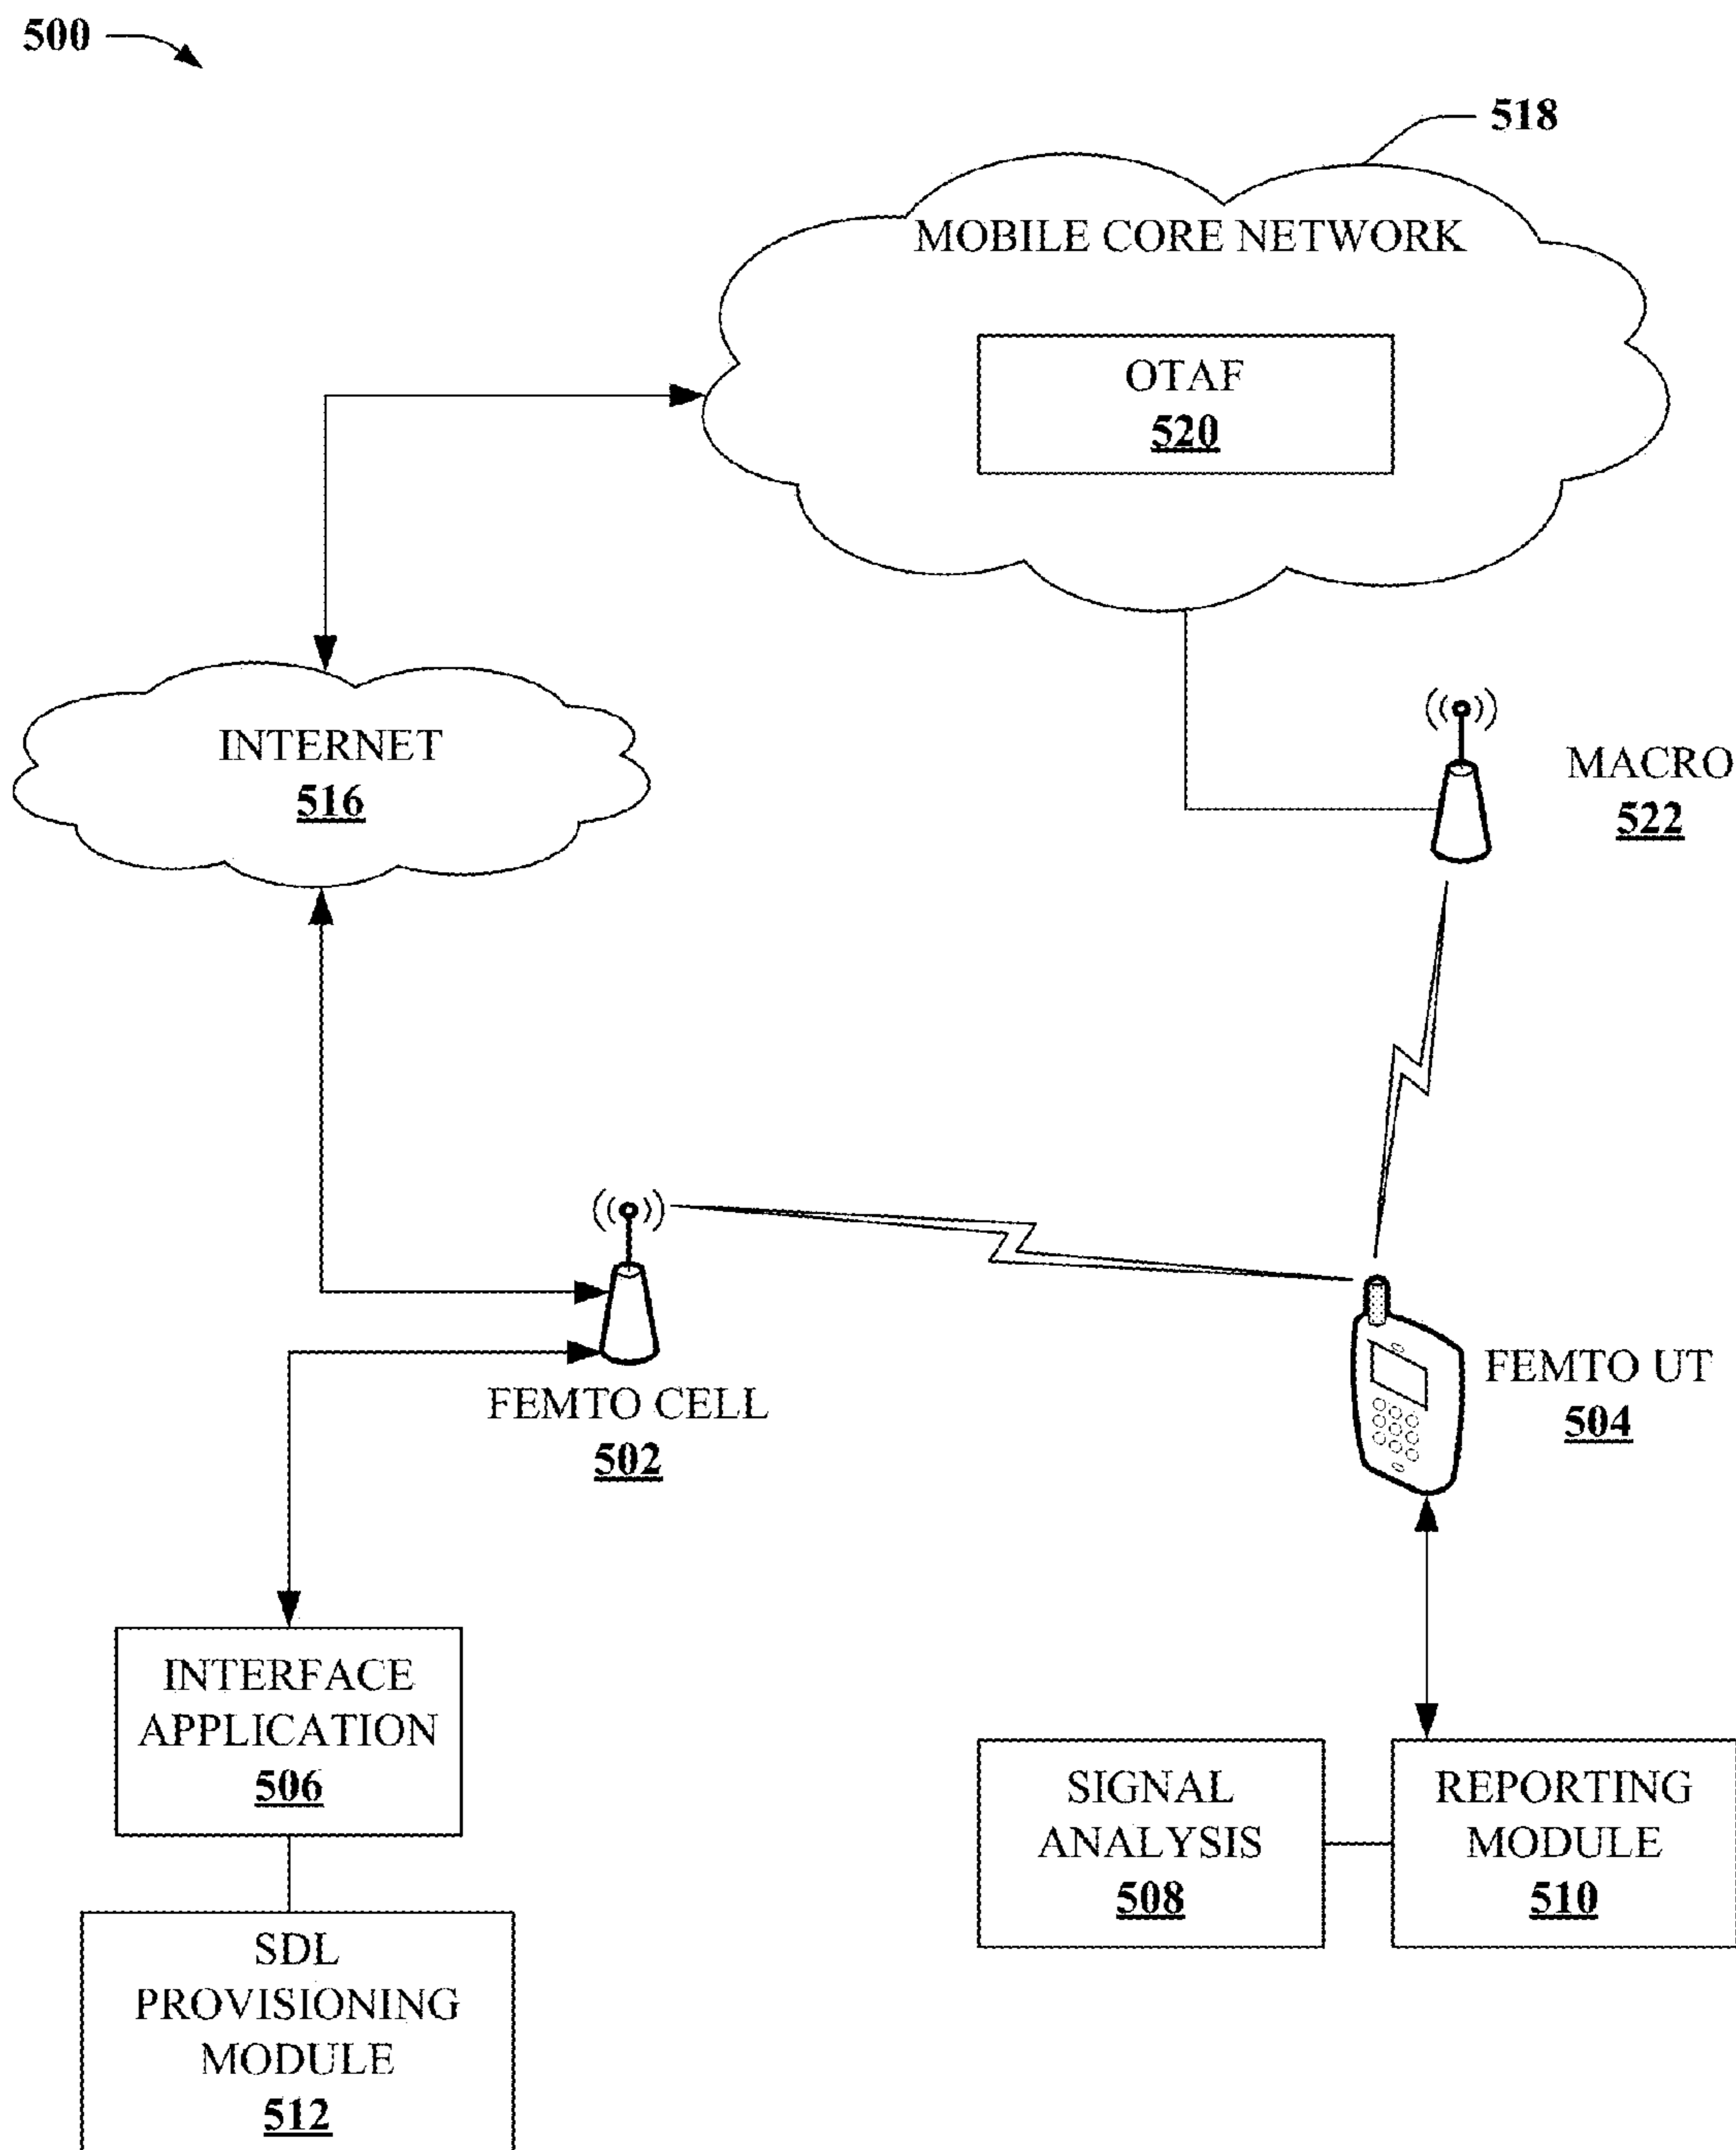 500
518
MOBILE CORE NETWORK
OTAF
520
INTERNET
516
MACRO
522
FEMTO CELL
502
FEMTO UT
504
INTERFACE
APPLICATION
506
SIGNAL
ANALYSIS
508
REPORTING
MODULE
510
SDL
PROVISIONING
MODULE
512